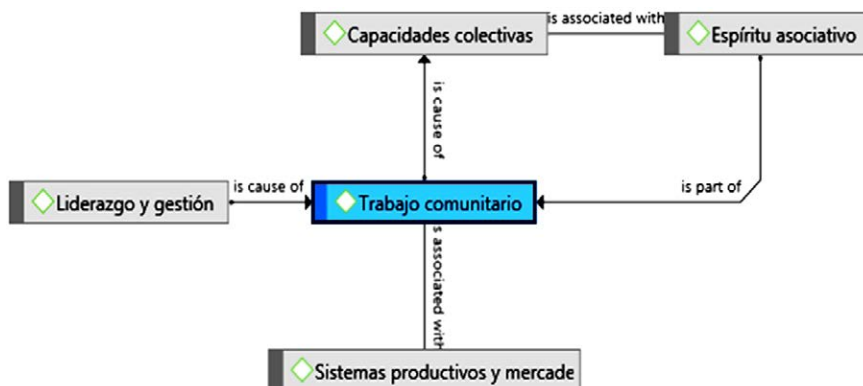 is associated with
Capacidades colectivas
Espíritu asociativo
is cause of
is cause of
Liderazgo y gestión
Trabajo comunitario
is part of
s associated with
Sistemas productivos y mercade